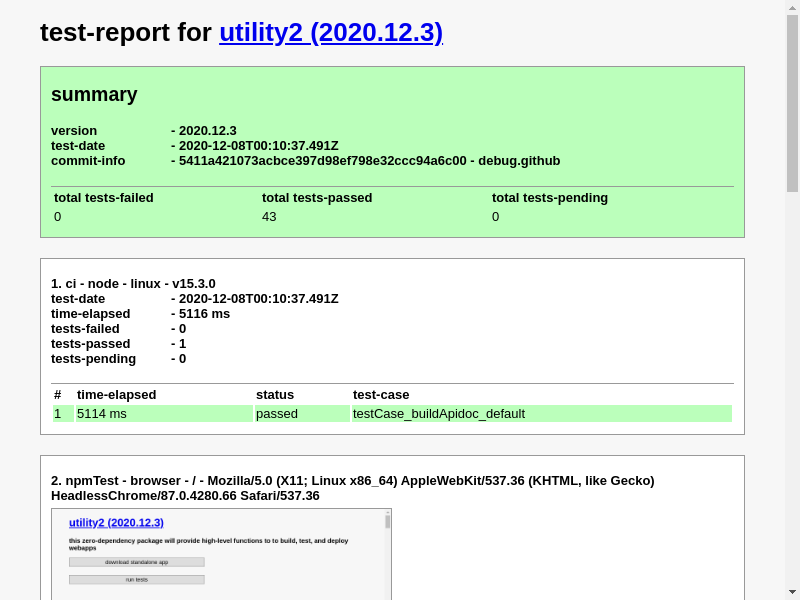 test-report for utility2 (2020.12.3)
summary
version - 2020.12.3
test-date - 2020-12-08T00:10:37.491Z
commit-info - 5411a421073acbce397d98ef798e32ccc94a6c00 - debug.github
total tests-failed total tests-passed total tests-pending
0 43 0
1. ci - node - linux - v15.3.0
test-date - 2020-12-08T00:10:37.491Z
time-elapsed - 5116 ms
tests-failed - 0
tests-passed - 1
tests-pending - 0
# time-elapsed status test-case
1 5114 ms passed testCase_buildApidoc_default
2. npmTest - browser - / - Mozilla/5.0 (X11; Linux x86_64) AppleWebKit/537.36 (KHTML, like Gecko)
HeadlessChrome/87.0.4280.66 Safari/537.36
utility2 (2020.12.3)
this zero-dependency package will provide high-level functions to to build, test, and deploy
webapps
download standalone app
run tests